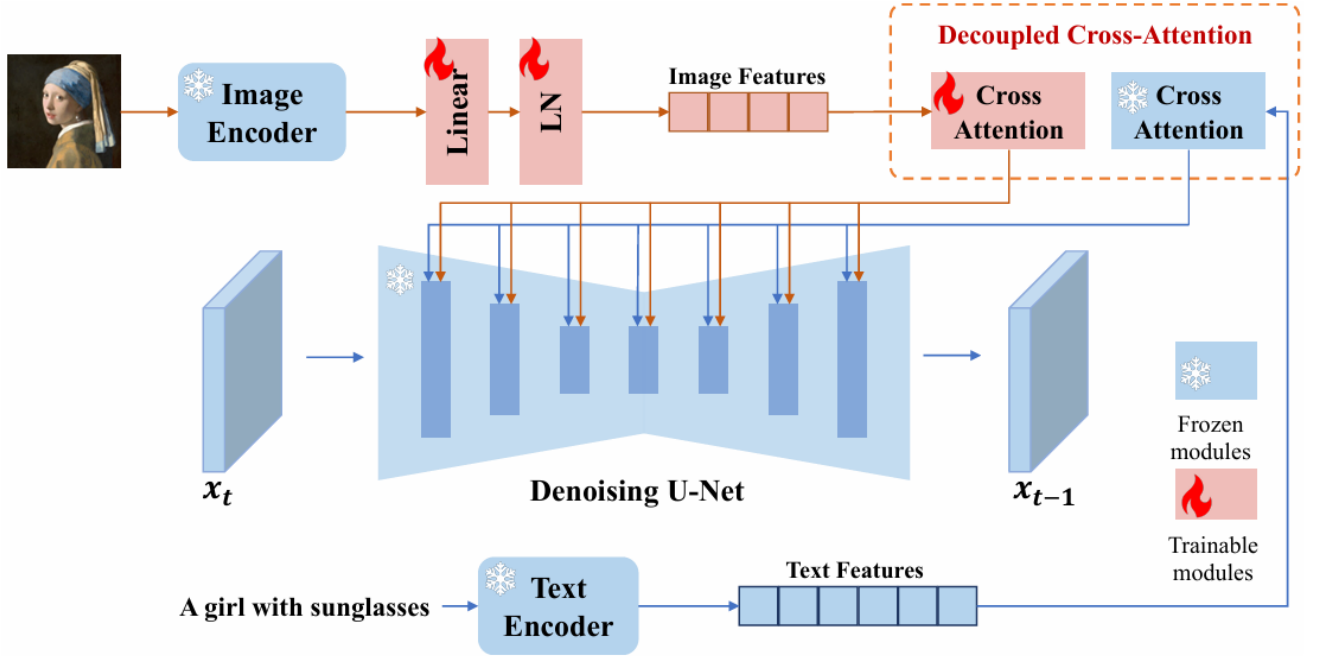 Decoupled Cross-Attention
Image
Encoder
Linear
LN
Image Features
Cross
Attention
Cross
Attention
x_t
Denoising U-Net
x_{t-1}
Frozen
modules
Trainable
modules
A girl with sunglasses
Text
Encoder
Text Features